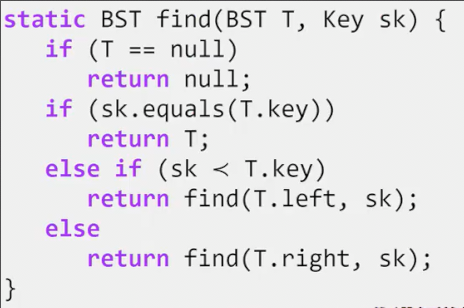 static BST find(BST T, Key sk) {
   if (T == null)
      return null;
   if (sk.equals(T.key))
      return T;
   else if (sk ≺ T.key)
      return find(T.left, sk);
   else
      return find(T.right, sk);
}